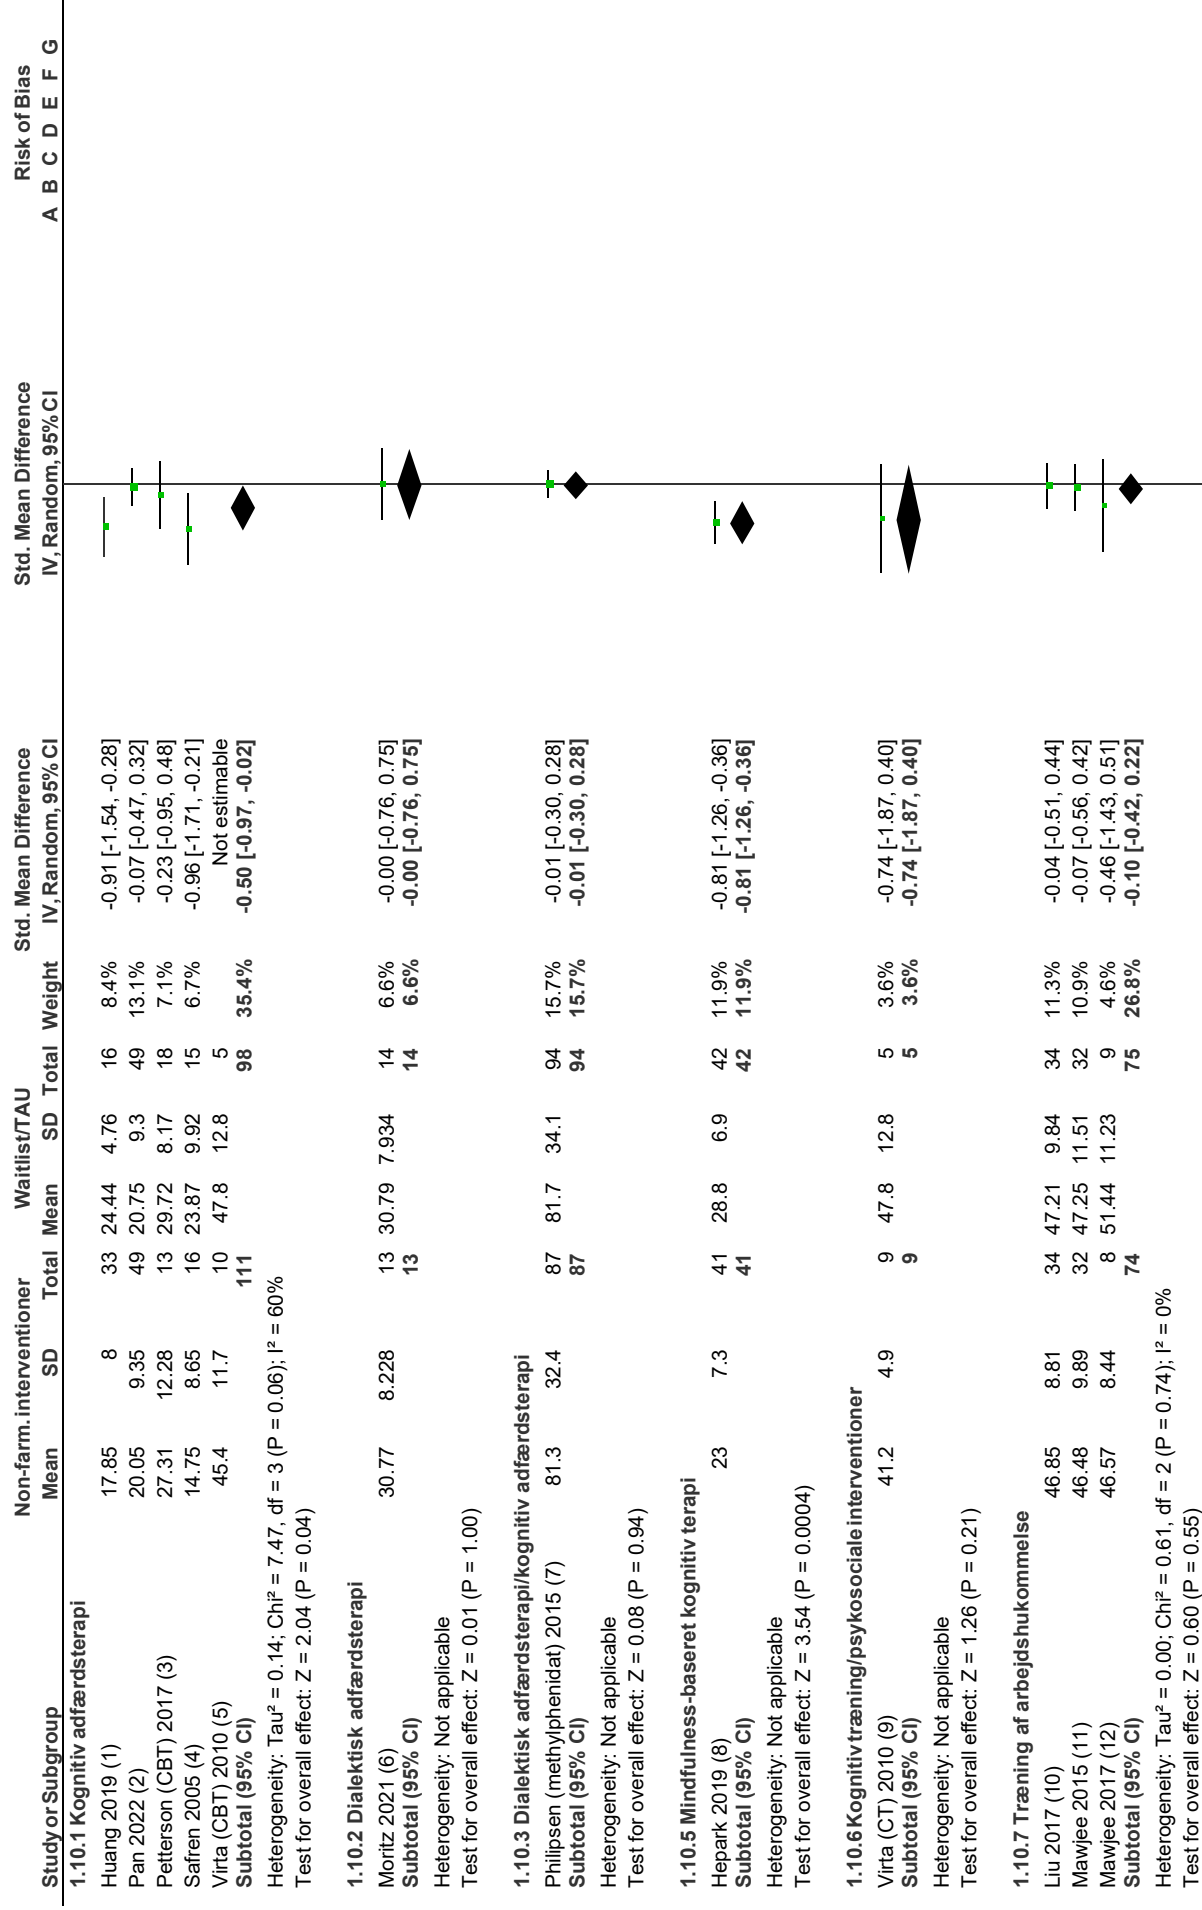 Non-farm. interventioner Waitlist/TAU Std. Mean Difference Std. Mean Difference Risk of Bias
Study or Subgroup Mean SD Total Mean SD Total Weight IV, Random, 95% CI IV, Random, 95% CI A B C D E F G
1.10.1 Kognitiv adfærdsterapi
Huang 2019 (1) 17.85 8 33 24.44 4.76 16 8.4% -0.91 [-1.54, -0.28]
Pan 2022 (2) 20.05 9.35 49 20.75 9.3 49 13.1% -0.07 [-0.47, 0.32]
Petterson (CBT) 2017 (3) 27.31 12.28 13 29.72 8.17 18 7.1% -0.23 [-0.95, 0.48]
Safren 2005 (4) 14.75 8.65 16 23.87 9.92 15 6.7% -0.96 [-1.71, -0.21]
Virta (CBT) 2010 (5) 45.4 11.7 10 47.8 12.8 5 Not estimable
Subtotal (95% CI) 111 98 35.4% -0.50 [-0.97, -0.02]
Heterogeneity: Tau² = 0.14; Chi² = 7.47, df = 3 (P = 0.06); I² = 60%
Test for overall effect: Z = 2.04 (P = 0.04)
1.10.2 Dialektisk adfærdsterapi
Moritz 2021 (6) 30.77 8.228 13 30.79 7.934 14 6.6% -0.00 [-0.76, 0.75]
Subtotal (95% CI) 13 14 6.6% -0.00 [-0.76, 0.75]
Heterogeneity: Not applicable
Test for overall effect: Z = 0.01 (P = 1.00)
1.10.3 Dialektisk adfærdsterapi/kognitiv adfærdsterapi
Philipsen (methylphenidat) 2015 (7) 81.3 32.4 87 81.7 34.1 94 15.7% -0.01 [-0.30, 0.28]
Subtotal (95% CI) 87 94 15.7% -0.01 [-0.30, 0.28]
Heterogeneity: Not applicable
Test for overall effect: Z = 0.08 (P = 0.94)
1.10.5 Mindfulness-baseret kognitiv terapi
Hepark 2019 (8) 23 7.3 41 28.8 6.9 42 11.9% -0.81 [-1.26, -0.36]
Subtotal (95% CI) 41 42 11.9% -0.81 [-1.26, -0.36]
Heterogeneity: Not applicable
Test for overall effect: Z = 3.54 (P = 0.0004)
1.10.6 Kognitiv træning/psykosociale interventioner
Virta (CT) 2010 (9) 41.2 4.9 9 47.8 12.8 5 3.6% -0.74 [-1.87, 0.40]
Subtotal (95% CI) 9 5 3.6% -0.74 [-1.87, 0.40]
Heterogeneity: Not applicable
Test for overall effect: Z = 1.26 (P = 0.21)
1.10.7 Træning af arbejdshukommelse
Liu 2017 (10) 46.85 8.81 34 47.21 9.84 34 11.3% -0.04 [-0.51, 0.44]
Mawjee 2015 (11) 46.48 9.89 32 47.25 11.51 32 10.9% -0.07 [-0.56, 0.42]
Mawjee 2017 (12) 46.57 8.44 8 51.44 11.23 9 4.6% -0.46 [-1.43, 0.51]
Subtotal (95% CI) 74 75 26.8% -0.10 [-0.42, 0.22]
Heterogeneity: Tau² = 0.00; Chi² = 0.61, df = 2 (P = 0.74); I² = 0%
Test for overall effect: Z = 0.60 (P = 0.55)